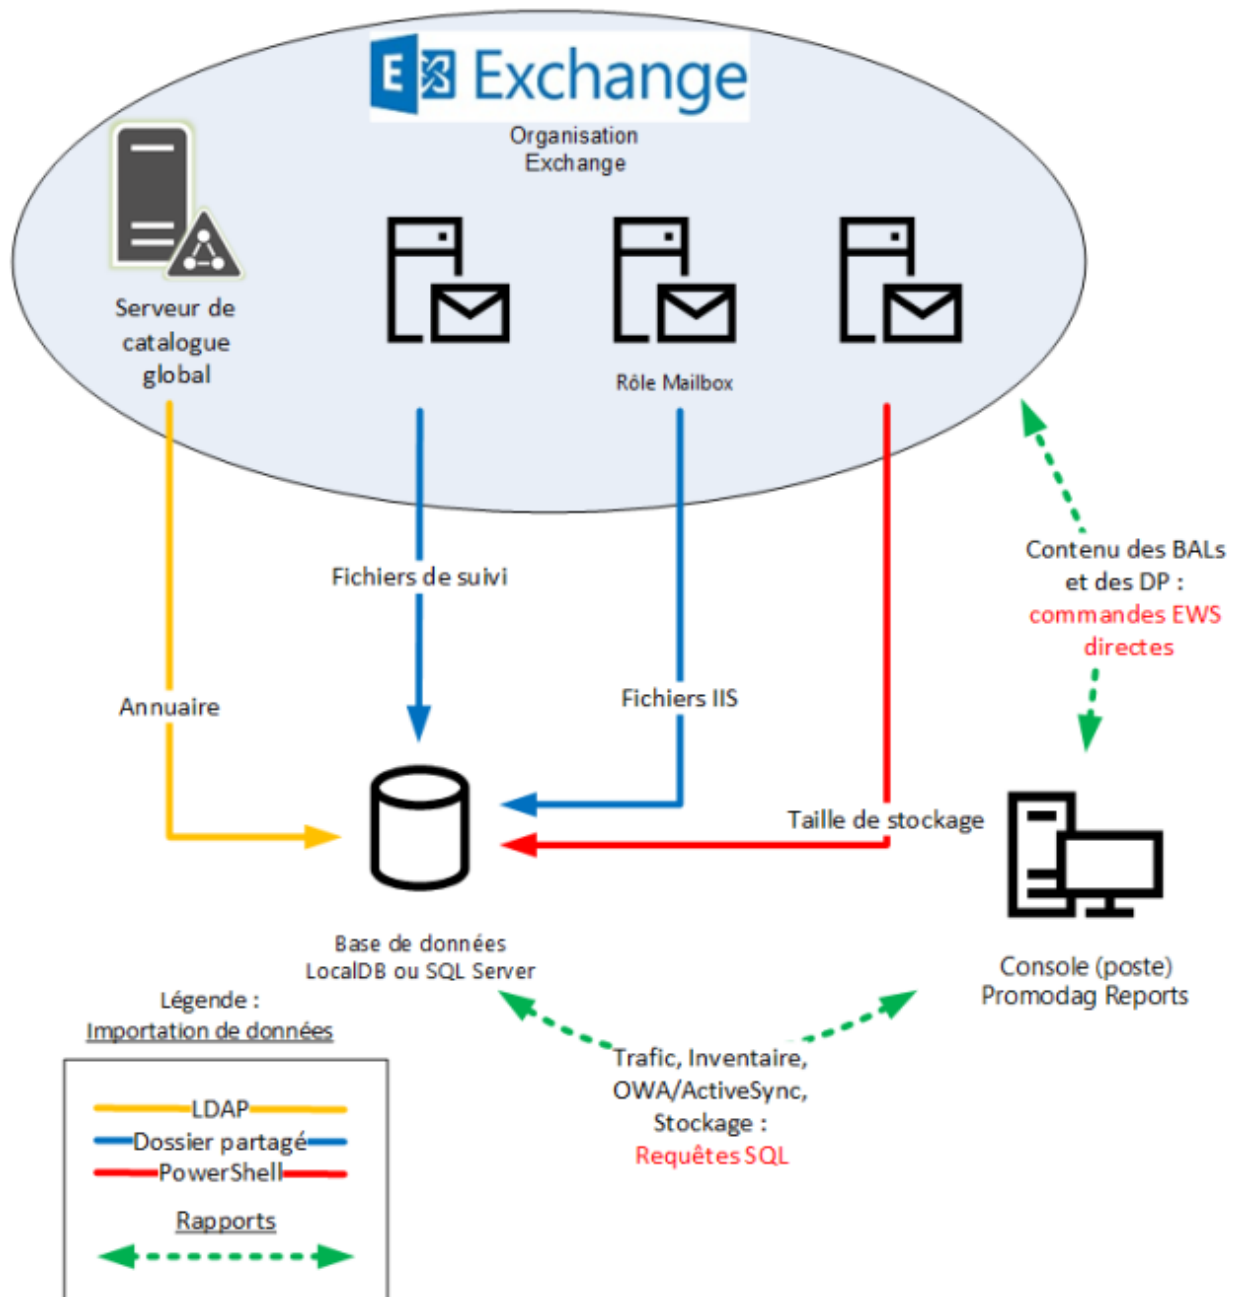 E Exchange
Organisation
Exchange
Serveur de
catalogue
global
Rôle Mailbox
Fichiers de suivi
Contenu des BALs
et des DP :
commandes EWS
directes
Annuaire
Fichiers IIS
Taille de stockage
Base de données
LocalDB ou SQL Server
Console (poste)
Promodag Reports
Légende :
Importation de données
LDAP
Dossier partagé
PowerShell
Rapports
Trafic, Inventaire,
OWA/ActiveSync,
Stockage :
Requêtes SQL